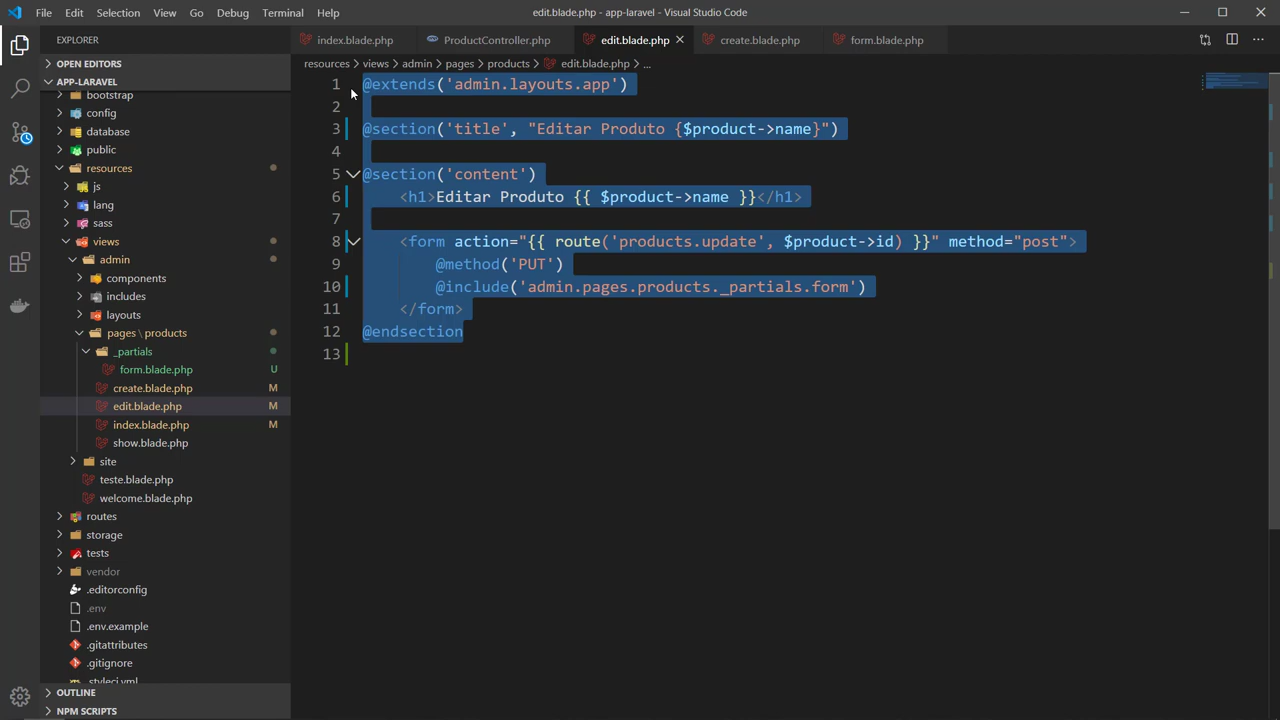 File Edit Selection View Go Debug Terminal Help
edit.blade.php - app-laravel - Visual Studio Code
EXPLORER
OPEN EDITORS
APP-LARAVEL
bootstrap
config
database
public
resources
js
lang
sass
views
admin
components
includes
layouts
pages \ products
_partials
form.blade.php U
create.blade.php M
edit.blade.php M
index.blade.php M
show.blade.php
site
teste.blade.php
welcome.blade.php
routes
storage
tests
vendor
.editorconfig
.env
.env.example
.gitattributes
.gitignore
.styleci.yml
OUTLINE
NPM SCRIPTS
index.blade.php ProductController.php edit.blade.php create.blade.php form.blade.php
resources > views > admin > pages > products > edit.blade.php > ...
1 @extends('admin.layouts.app')
2
3 @section('title', "Editar Produto {$product->name}")
4
5 @section('content')
6 <h1>Editar Produto {{ $product->name }}</h1>
7
8 <form action="{{ route('products.update', $product->id) }}" method="post">
9 @method('PUT')
10 @include('admin.pages.products._partials.form')
11 </form>
12 @endsection
13